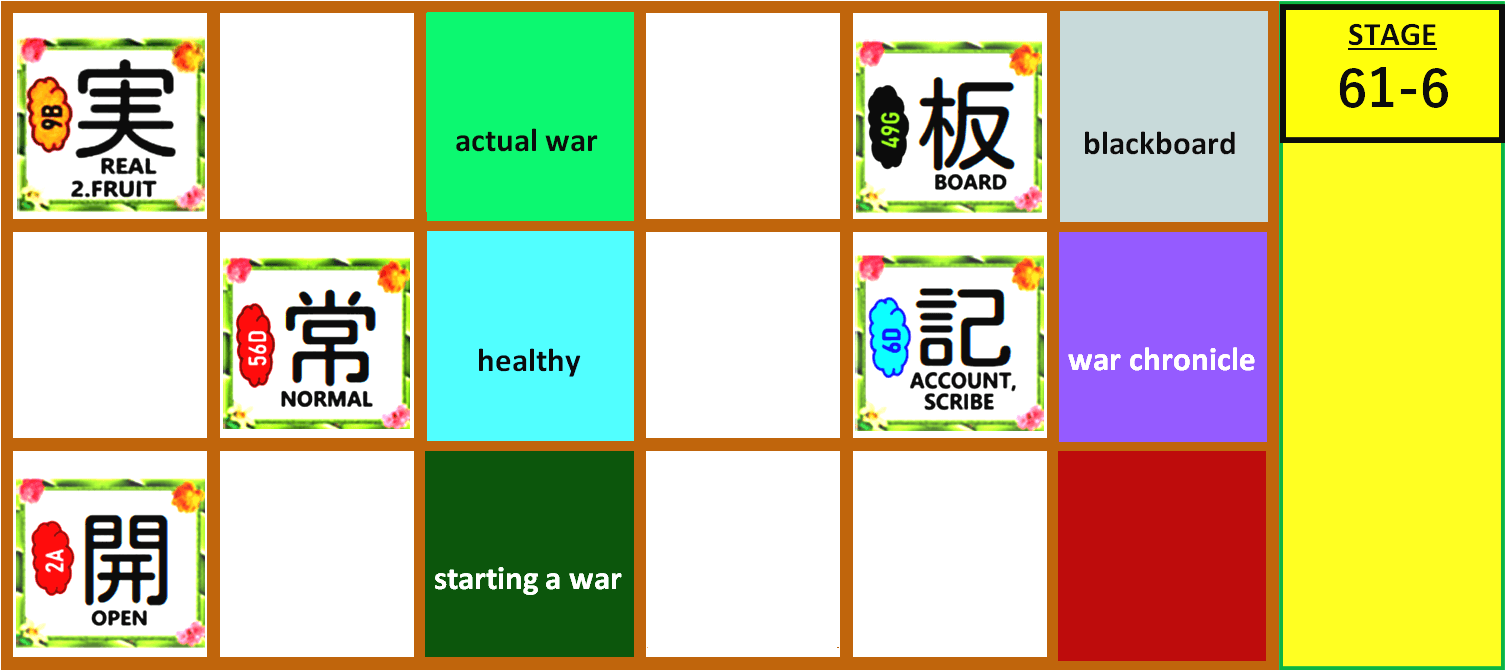 9B
実
REAL
2.FRUIT
actual war
49G
板
BOARD
blackboard
STAGE
61-6
56D
常
NORMAL
healthy
6D
記
ACCOUNT,
SCRIBE
war chronicle
2A
開
OPEN
starting a war